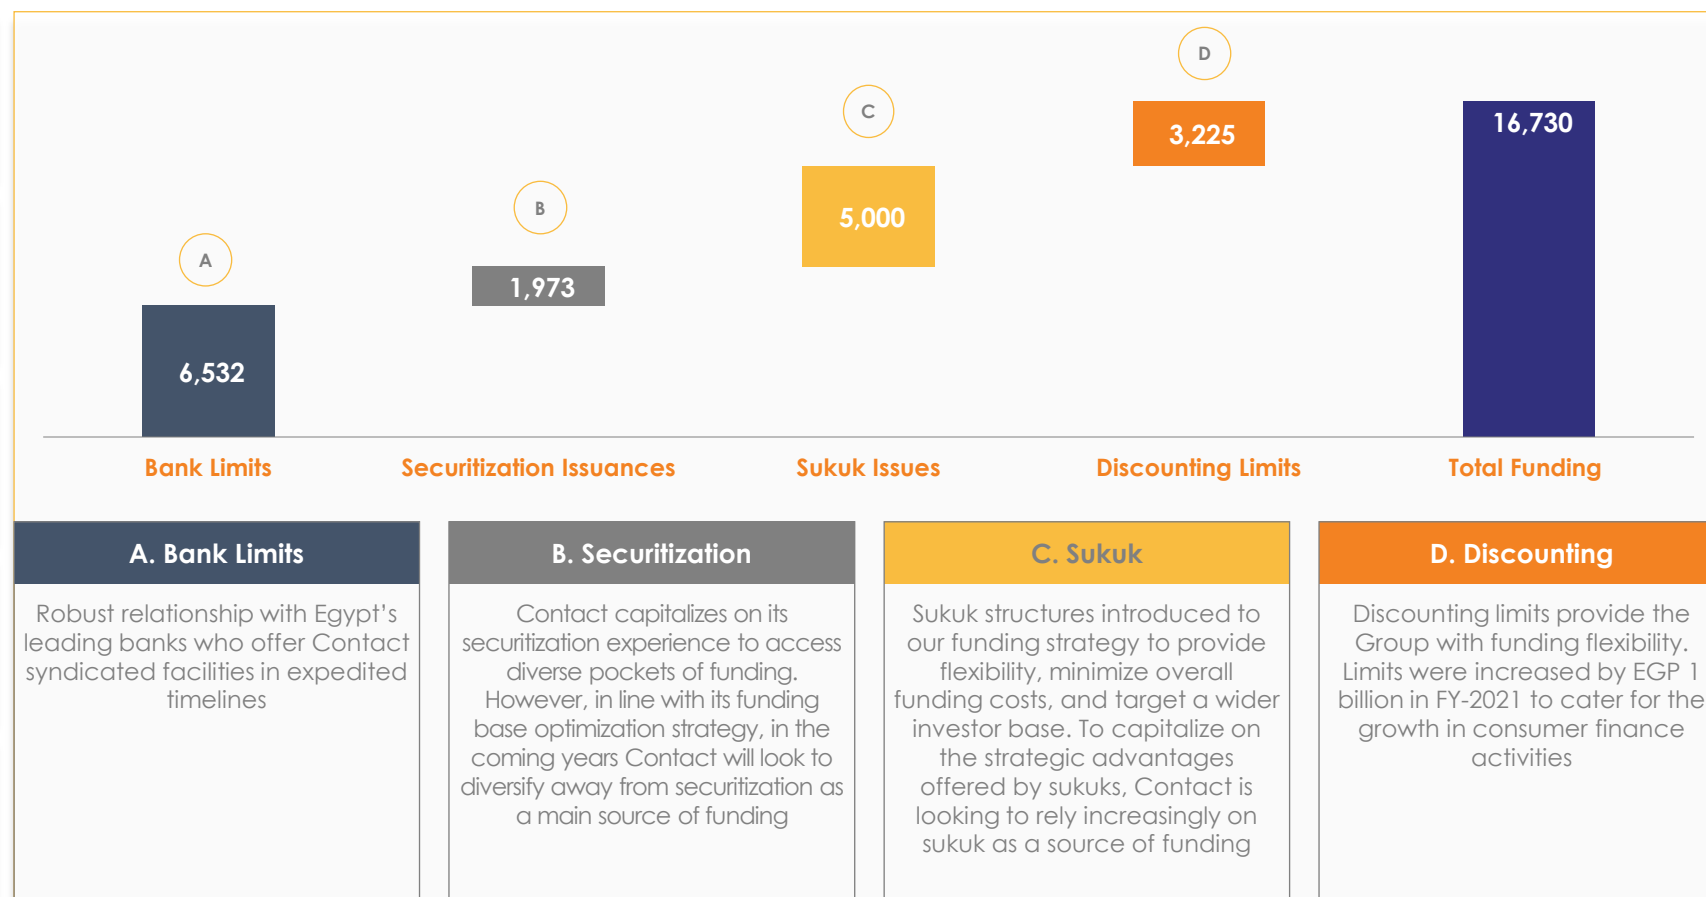 D
C
B
A
3,225
16,730
5,000
1,973
6,532
Bank Limits
Securitization Issuances
Sukuk Issues
Discounting Limits
Total Funding
A. Bank Limits
Robust relationship with Egypt’s
leading banks who offer Contact
syndicated facilities in expedited
timelines
B. Securitization
Contact capitalizes on its
securitization experience to access
diverse pockets of funding.
However, in line with its funding
base optimization strategy, in the
coming years Contact will look to
diversify away from securitization as
a main source of funding
C. Sukuk
Sukuk structures introduced to
our funding strategy to provide
flexibility, minimize overall
funding costs, and target a wider
investor base. To capitalize on
the strategic advantages
offered by sukuks, Contact is
looking to rely increasingly on
sukuk as a source of funding
D. Discounting
Discounting limits provide the
Group with funding flexibility.
Limits were increased by EGP 1
billion in FY-2021 to cater for the
growth in consumer finance
activities